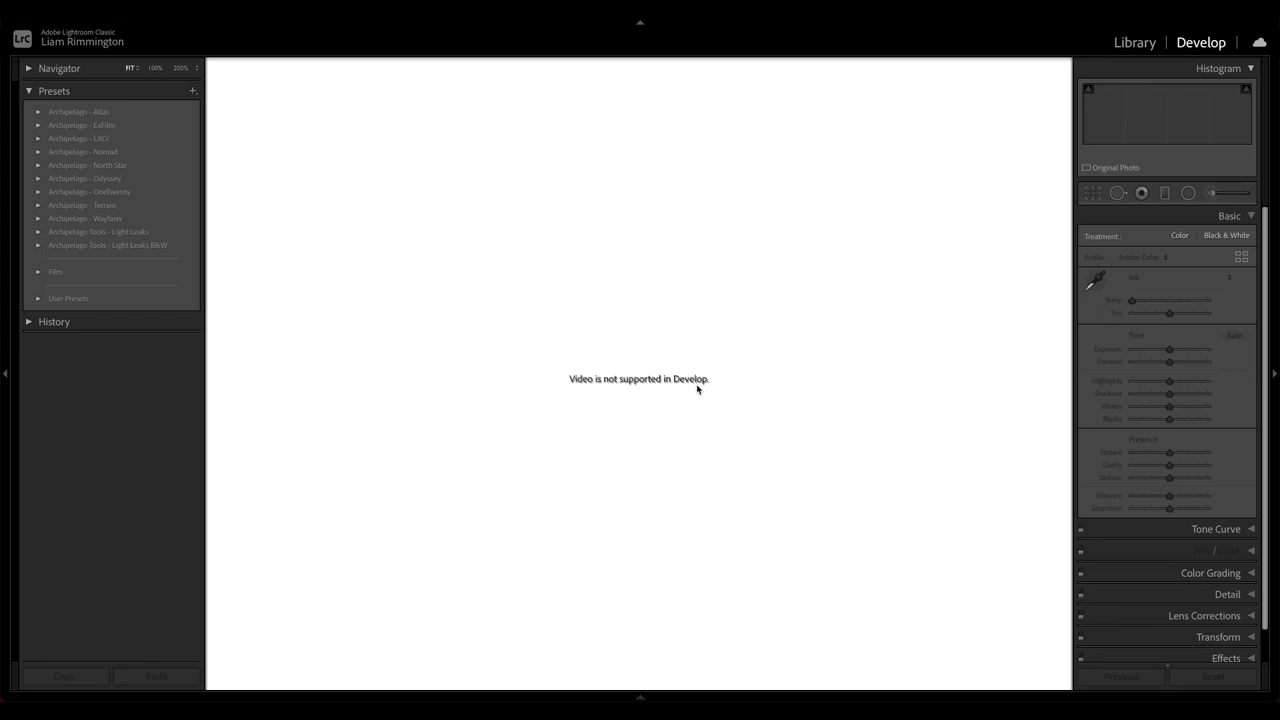 LrC
Adobe Lightroom Classic
Liam Rimmington
Library | Develop
Navigator FIT 100% 200%
Presets
Archipelago - Atlas
Archipelago - ExFilm
Archipelago - LXCr
Archipelago - Nomad
Archipelago - North Star
Archipelago - Odyssey
Archipelago - OneTwenty
Archipelago - Terrain
Archipelago - Wayfarer
Archipelago Tools - Light Leaks
Archipelago Tools - Light Leaks B&W
Film
User Presets
History
Copy...
Paste
Video is not supported in Develop.
Histogram
Original Photo
Basic
Treatment : Color Black & White
Profile : Adobe Color
WB :
Temp
Tint
Tone Auto
Exposure
Contrast
Highlights
Shadows
Whites
Blacks
Presence
Texture
Clarity
Dehaze
Vibrance
Saturation
Tone Curve
HSL / Color
Color Grading
Detail
Lens Corrections
Transform
Effects
Previous
Reset